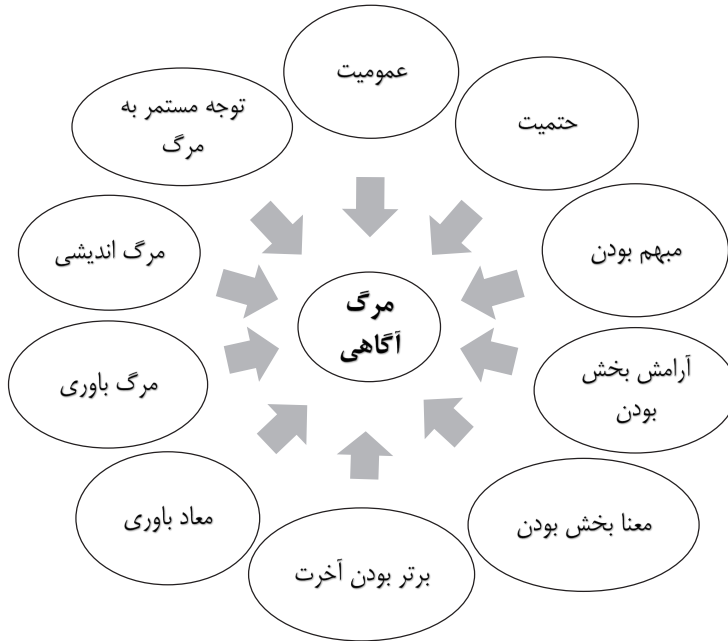 عمومیت
حتمیت
مبهم بودن
آرامش بخش
بودن
معنا بخش بودن
برتر بودن آخرت
معاد باوری
مرگ باوری
مرگ اندیشی
توجه مستمر به
مرگ
مرگ
آگاهی